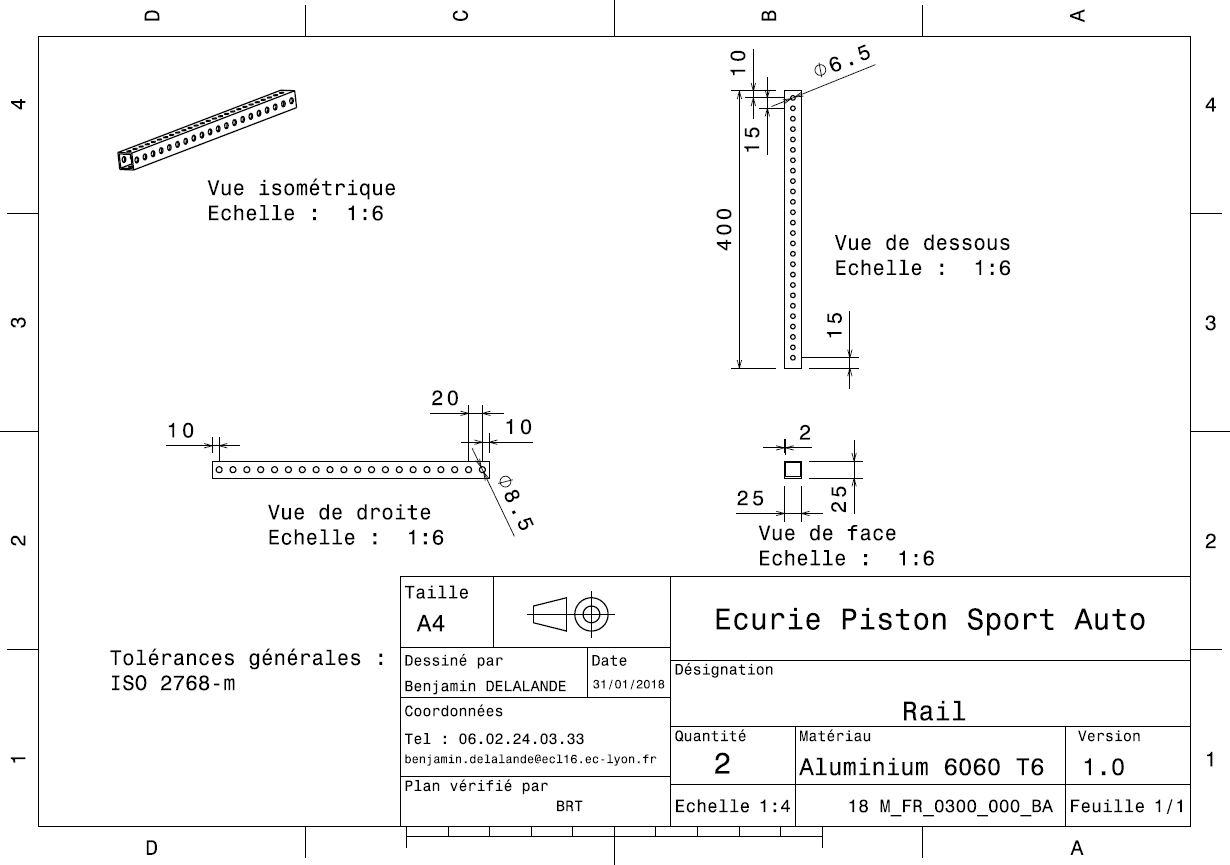 D C B A
4
4
3
3
2
2
1
1
Vue isométrique
Echelle : 1:6
10
Ø6.5
15
400
15
Vue de dessous
Echelle : 1:6
10
20
10
Ø8.5
Vue de droite
Echelle : 1:6
2
25
25
Vue de face
Echelle : 1:6
Tolérances générales :
ISO 2768-m
Taille
A4
Dessiné par
Benjamin DELALANDE
Date
31/01/2018
Coordonnées
Tel : 06.02.24.03.33
benjamin.delalande@ecl16.ec-lyon.fr
Plan vérifié par
BRT
Ecurie Piston Sport Auto
Désignation
Rail
Quantité
2
Matériau
Aluminium 6060 T6
Version
1.0
Echelle 1:4
18 M_FR_0300_000_BA
Feuille 1/1
D A